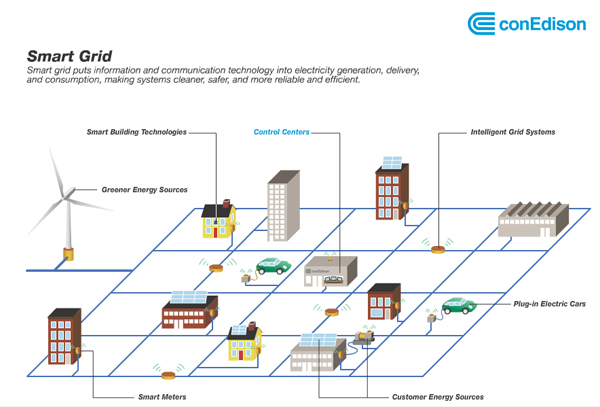 conEdison
Smart Grid
Smart grid puts information and communication technology into electricity generation, delivery,
and consumption, making systems cleaner, safer, and more reliable and efficient.
Smart Building Technologies
Control Centers
Intelligent Grid Systems
Greener Energy Sources
conEdison
Plug-in Electric Cars
Smart Meters
Customer Energy Sources